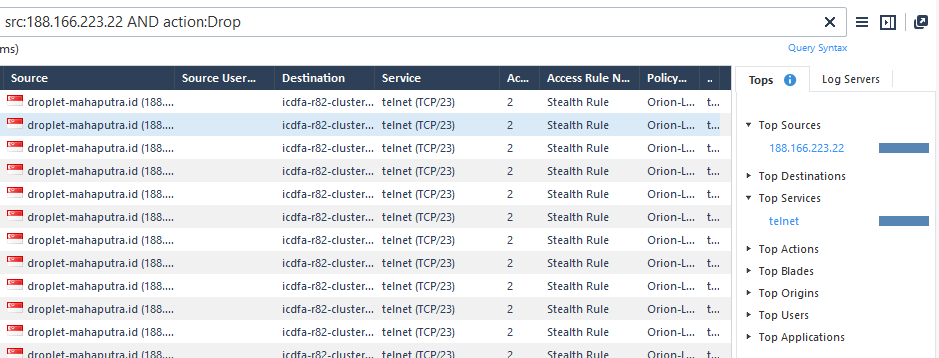 src:188.166.223.22 AND action:Drop
ms)
Query Syntax
Source Source User... Destination Service Ac... Access Rule N... Policy... ..
droplet-mahaputra.id (188.... icdfa-r82-cluster... telnet (TCP/23) 2 Stealth Rule Orion-L... t...
droplet-mahaputra.id (188.... icdfa-r82-cluster... telnet (TCP/23) 2 Stealth Rule Orion-L... t...
droplet-mahaputra.id (188.... icdfa-r82-cluster... telnet (TCP/23) 2 Stealth Rule Orion-L... t...
droplet-mahaputra.id (188.... icdfa-r82-cluster... telnet (TCP/23) 2 Stealth Rule Orion-L... t...
droplet-mahaputra.id (188.... icdfa-r82-cluster... telnet (TCP/23) 2 Stealth Rule Orion-L... t...
droplet-mahaputra.id (188.... icdfa-r82-cluster... telnet (TCP/23) 2 Stealth Rule Orion-L... t...
droplet-mahaputra.id (188.... icdfa-r82-cluster... telnet (TCP/23) 2 Stealth Rule Orion-L... t...
droplet-mahaputra.id (188.... icdfa-r82-cluster... telnet (TCP/23) 2 Stealth Rule Orion-L... t...
droplet-mahaputra.id (188.... icdfa-r82-cluster... telnet (TCP/23) 2 Stealth Rule Orion-L... t...
droplet-mahaputra.id (188.... icdfa-r82-cluster... telnet (TCP/23) 2 Stealth Rule Orion-L... t...
droplet-mahaputra.id (188.... icdfa-r82-cluster... telnet (TCP/23) 2 Stealth Rule Orion-L... t...
droplet-mahaputra.id (188.... icdfa-r82-cluster... telnet (TCP/23) 2 Stealth Rule Orion-L... t...
Tops Log Servers
Top Sources
188.166.223.22
Top Destinations
Top Services
telnet
Top Actions
Top Blades
Top Origins
Top Users
Top Applications